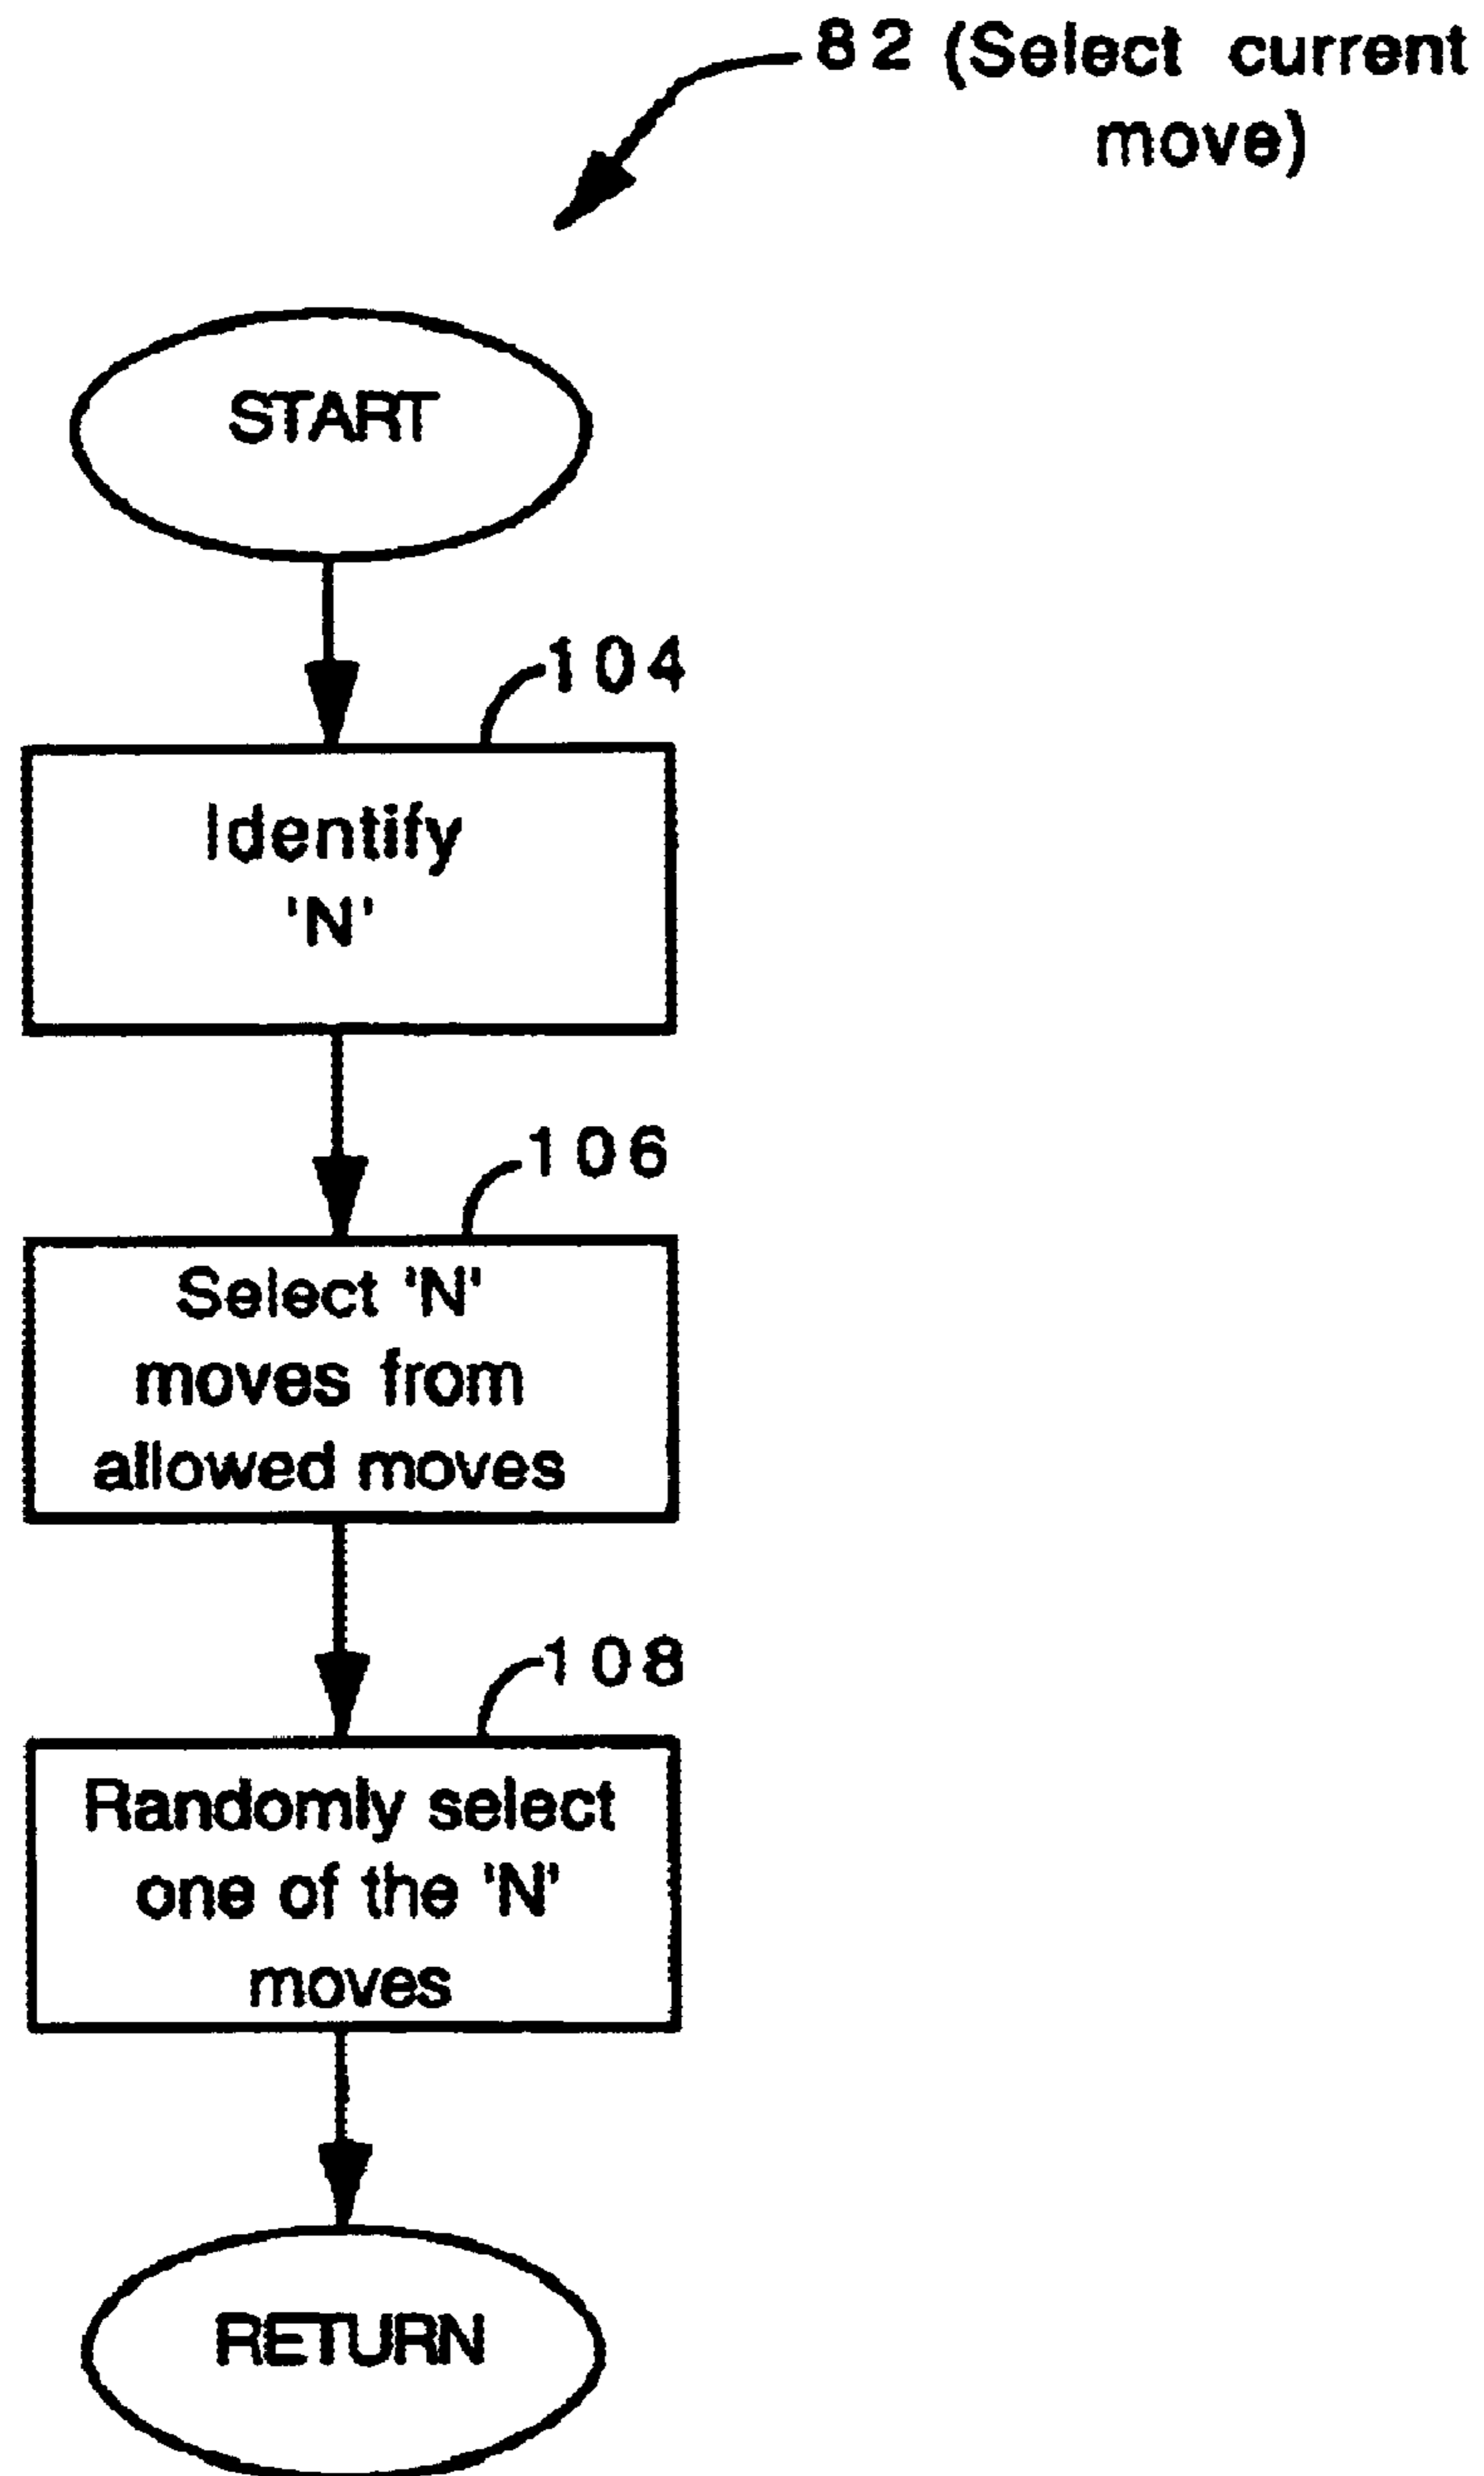 82 (Select current
move)
START
104
Identify
'N'
106
Select 'N'
moves from
allowed moves
108
Randomly select
one of the 'N'
moves
RETURN